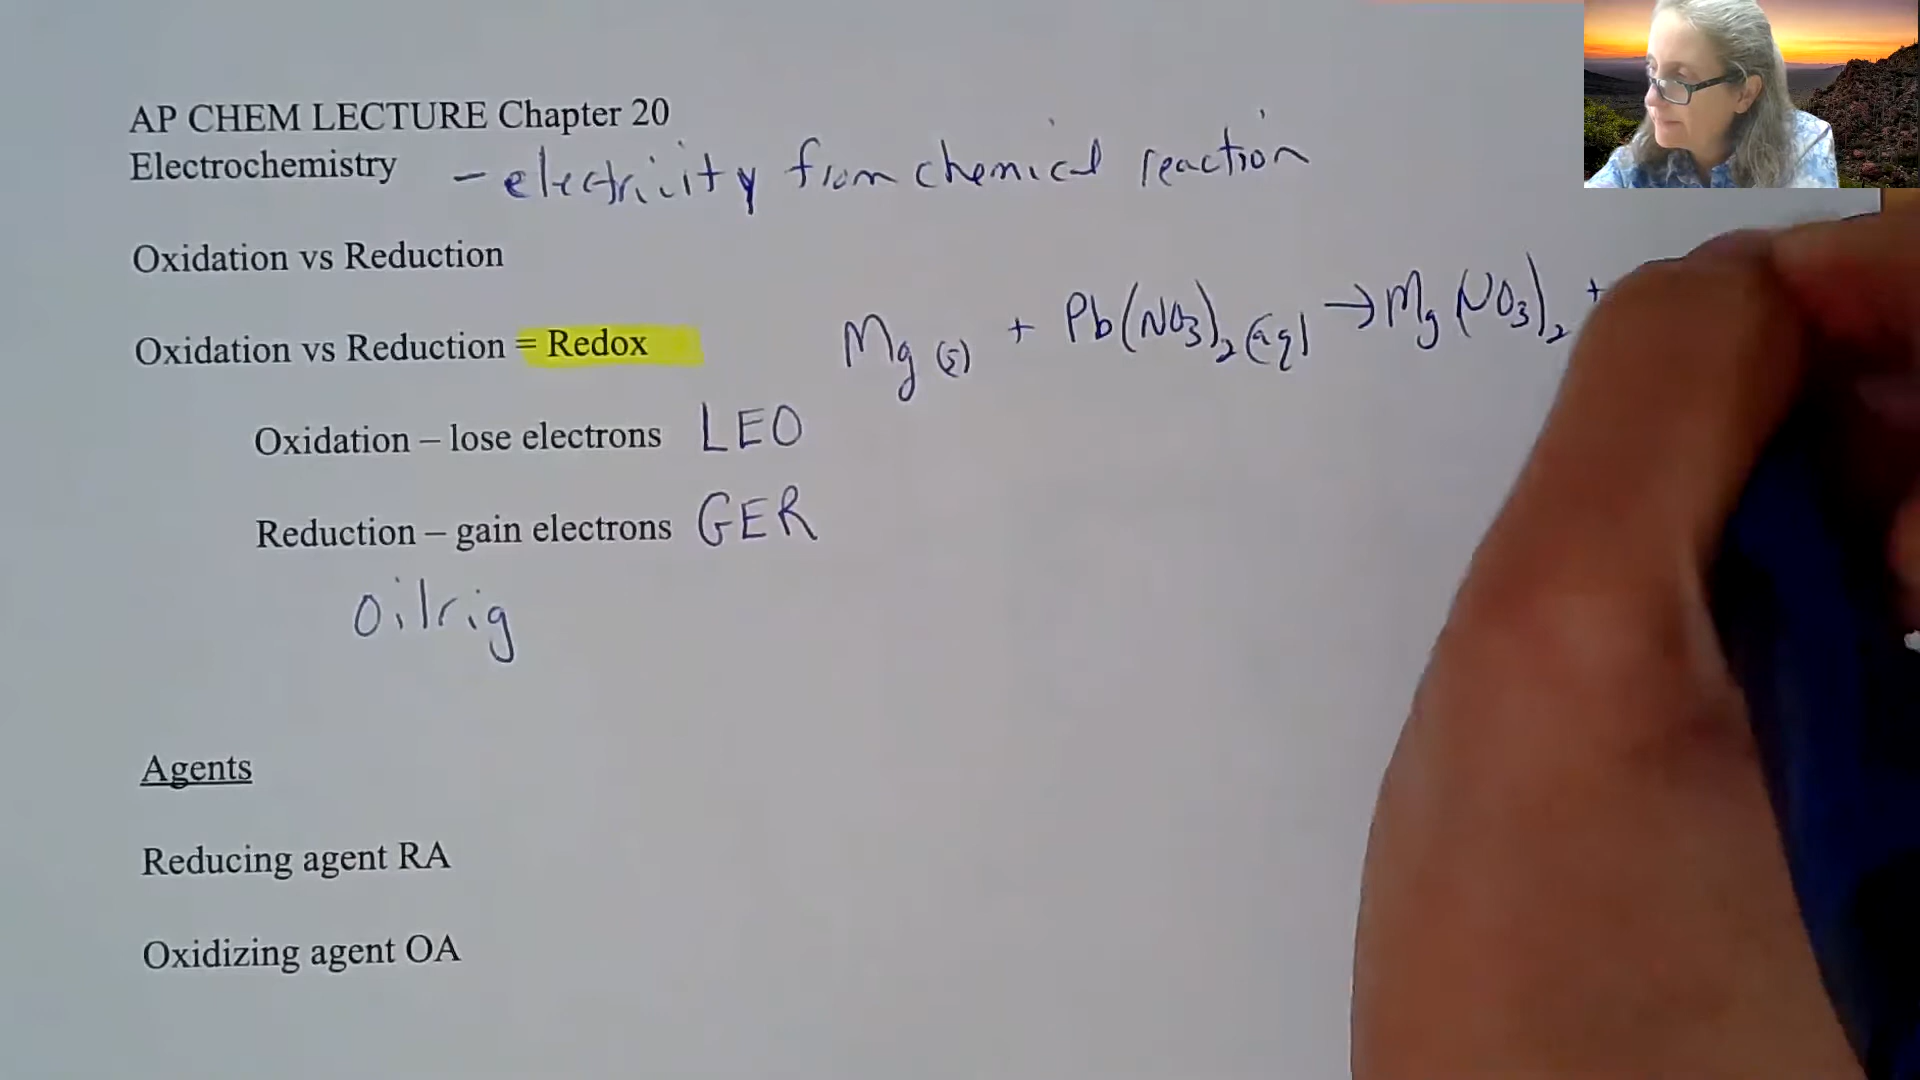 AP CHEM LECTURE Chapter 20
Electrochemistry - electricity from chemical reaction
Oxidation vs Reduction
Oxidation vs Reduction = Redox
Mg (s) + Pb(NO3)2 (aq) → Mg (NO3)2 +
Oxidation – lose electrons LEO
Reduction – gain electrons GER
oilrig
Agents
Reducing agent RA
Oxidizing agent OA